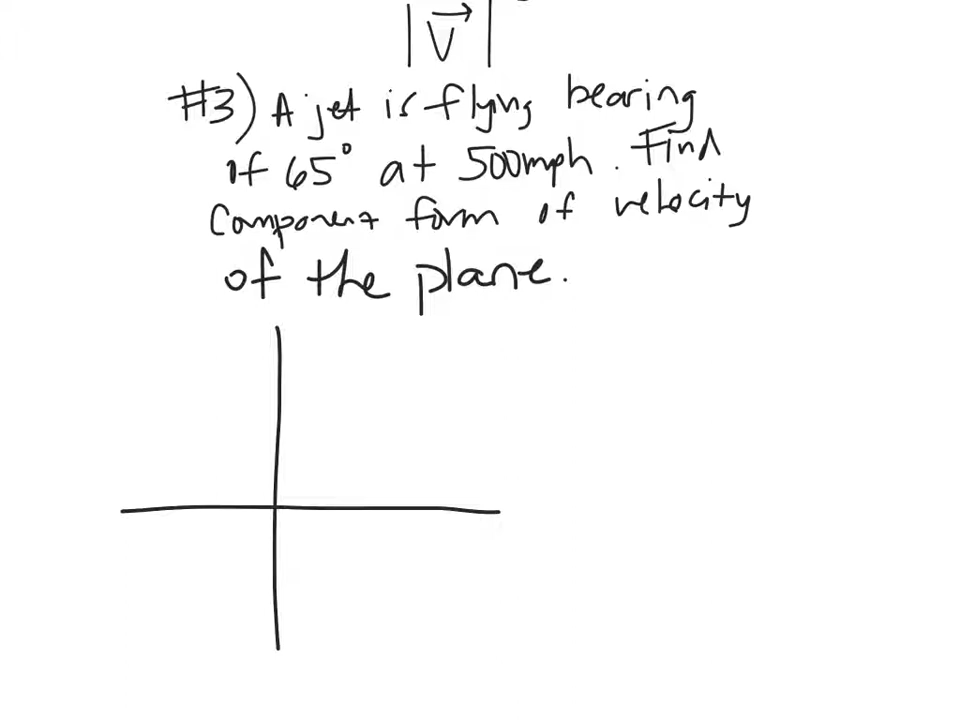 |V⃗|
#3) A jet is flying bearing
of 65° at 500mph. Find
component form of velocity
of the plane.